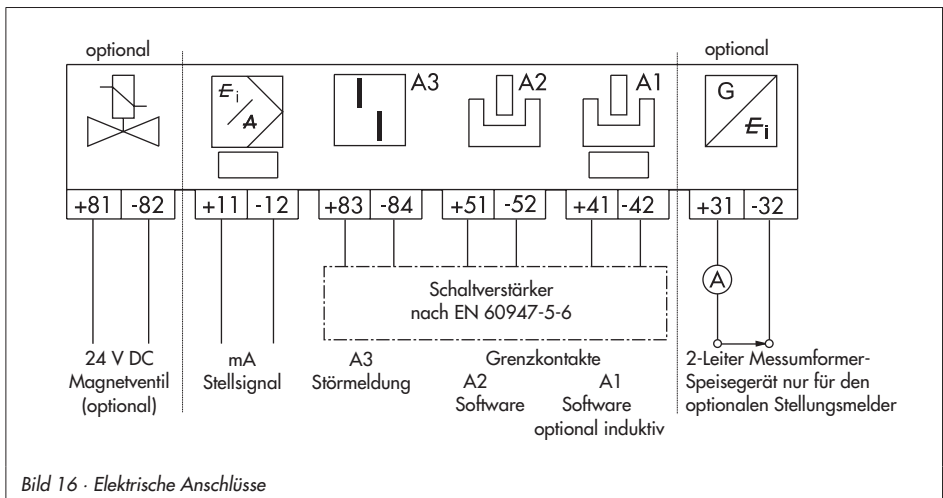 optional
optional
E i / A
A3
A2
A1
G
E i
+81 -82
+11 -12
+83 -84
+51 -52
+41 -42
+31 -32
A
Schaltverstärker
nach EN 60947-5-6
24 V DC
Magnetventil
(optional)
mA
Stellsignal
A3
Störmeldung
Grenzkontakte
A2
Software
A1
Software
optional induktiv
2-Leiter Messumformer-
Speisegerät nur für den
optionalen Stellungsmelder
Bild 16 · Elektrische Anschlüsse